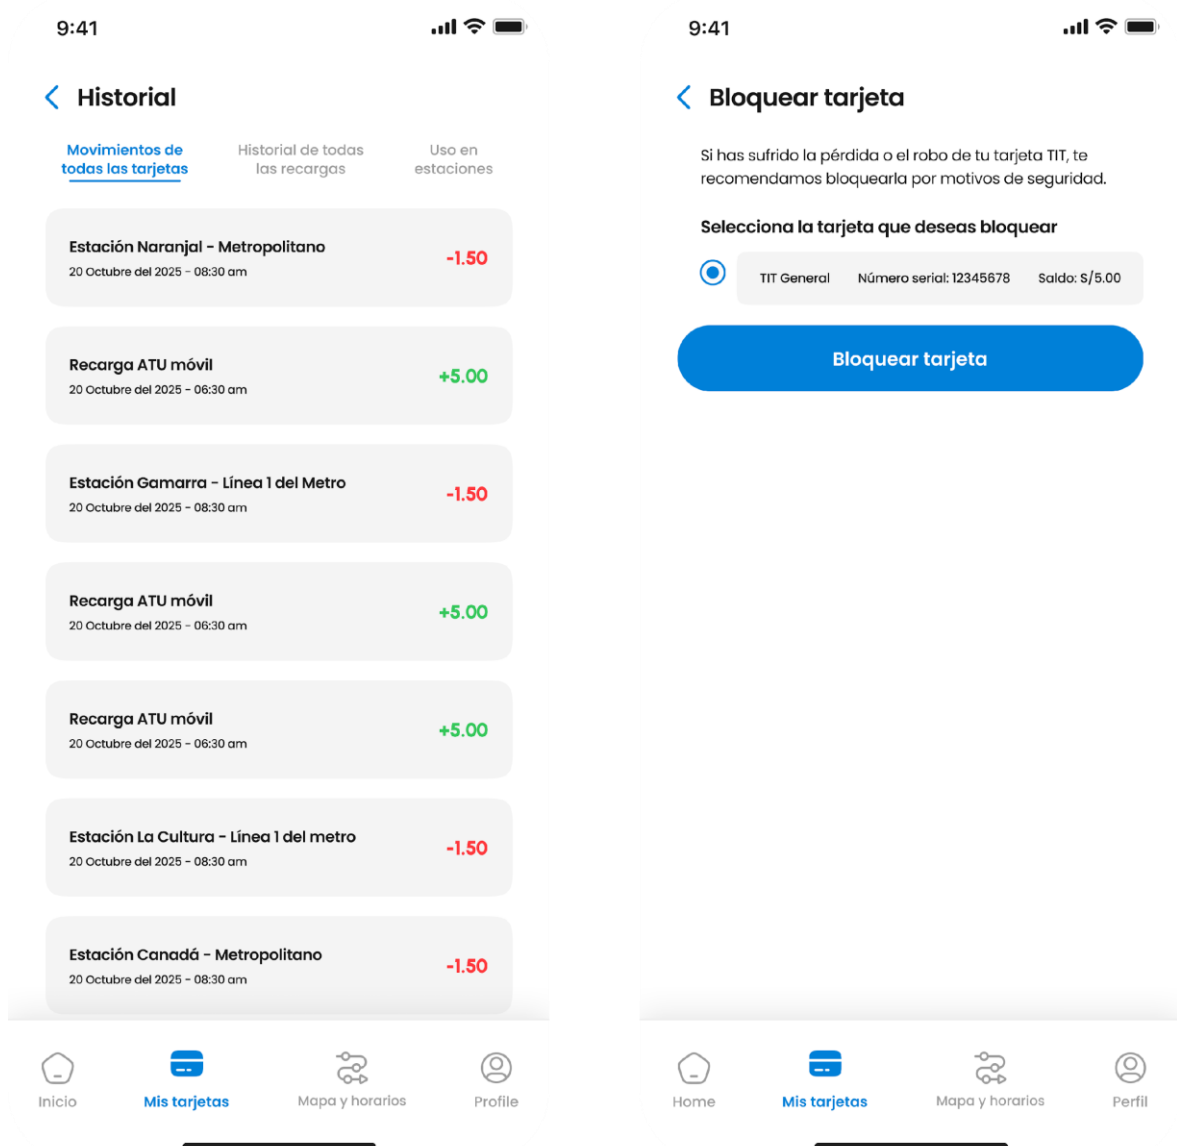 9:41
Historial
Movimientos de
todas las tarjetas
Historial de todas
las recargas
Uso en
estaciones
Estación Naranjal - Metropolitano
20 Octubre del 2025 - 08:30 am
-1.50
Recarga ATU móvil
20 Octubre del 2025 - 06:30 am
+5.00
Estación Gamarra - Línea 1 del Metro
20 Octubre del 2025 - 08:30 am
-1.50
Recarga ATU móvil
20 Octubre del 2025 - 06:30 am
+5.00
Recarga ATU móvil
20 Octubre del 2025 - 06:30 am
+5.00
Estación La Cultura - Línea 1 del metro
20 Octubre del 2025 - 08:30 am
-1.50
Estación Canadá - Metropolitano
20 Octubre del 2025 - 08:30 am
-1.50
Inicio
Mis tarjetas
Mapa y horarios
Profile
9:41
Bloquear tarjeta
Si has sufrido la pérdida o el robo de tu tarjeta TIT, te
recomendamos bloquearla por motivos de seguridad.
Selecciona la tarjeta que deseas bloquear
TIT General Número serial: 12345678 Saldo: S/5.00
Bloquear tarjeta
Home
Mis tarjetas
Mapa y horarios
Perfil